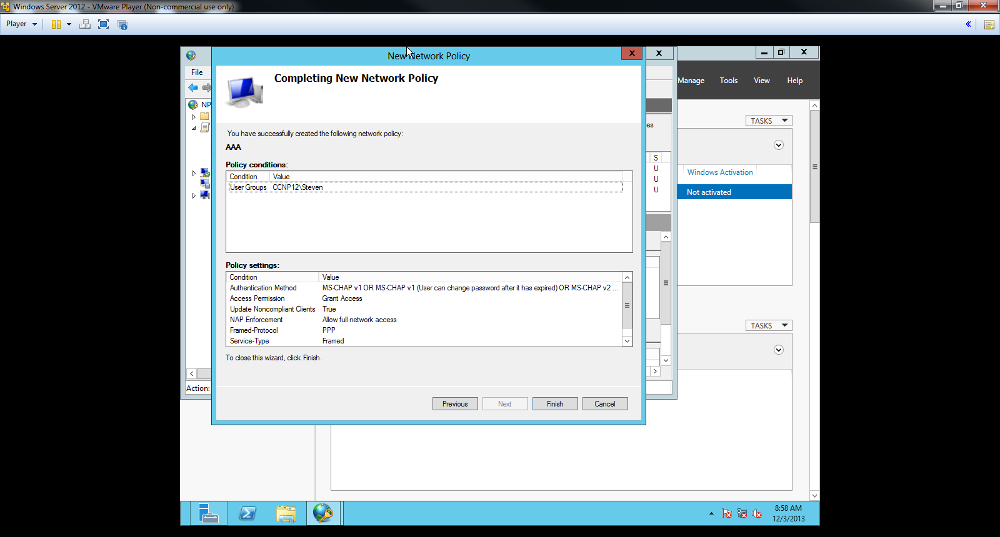 Windows Server 2012 - VMware Player (Non-commercial use only)
Player
New Network Policy
File
Completing New Network Policy
Manage Tools View Help
NP
TASKS
You have successfully created the following network policy:
es
AAA
Policy conditions:
Condition Value
User Groups CCNP12\Steven
S
U
U
U
Windows Activation
Not activated
Policy settings:
Condition Value
Authentication Method MS-CHAP v1 OR MS-CHAP v1 (User can change password after it has expired) OR MS-CHAP v2 ...
Access Permission Grant Access
Update Noncompliant Clients True
NAP Enforcement Allow full network access
Framed-Protocol PPP
Service-Type Framed
TASKS
To close this wizard, click Finish.
Action:
Previous Next Finish Cancel
8:58 AM
12/3/2013